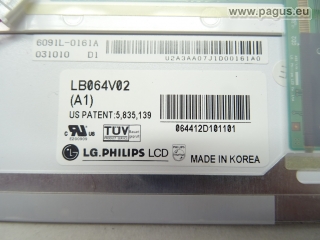 www.pagus.eu
6091L-0161A
031010 D1
U2A3AA07J1D00161A0
LB064V02
(A1)
US PATENT:5,835,139
TUV
064412D101101
LG.PHILIPS LCD
MADE IN KOREA